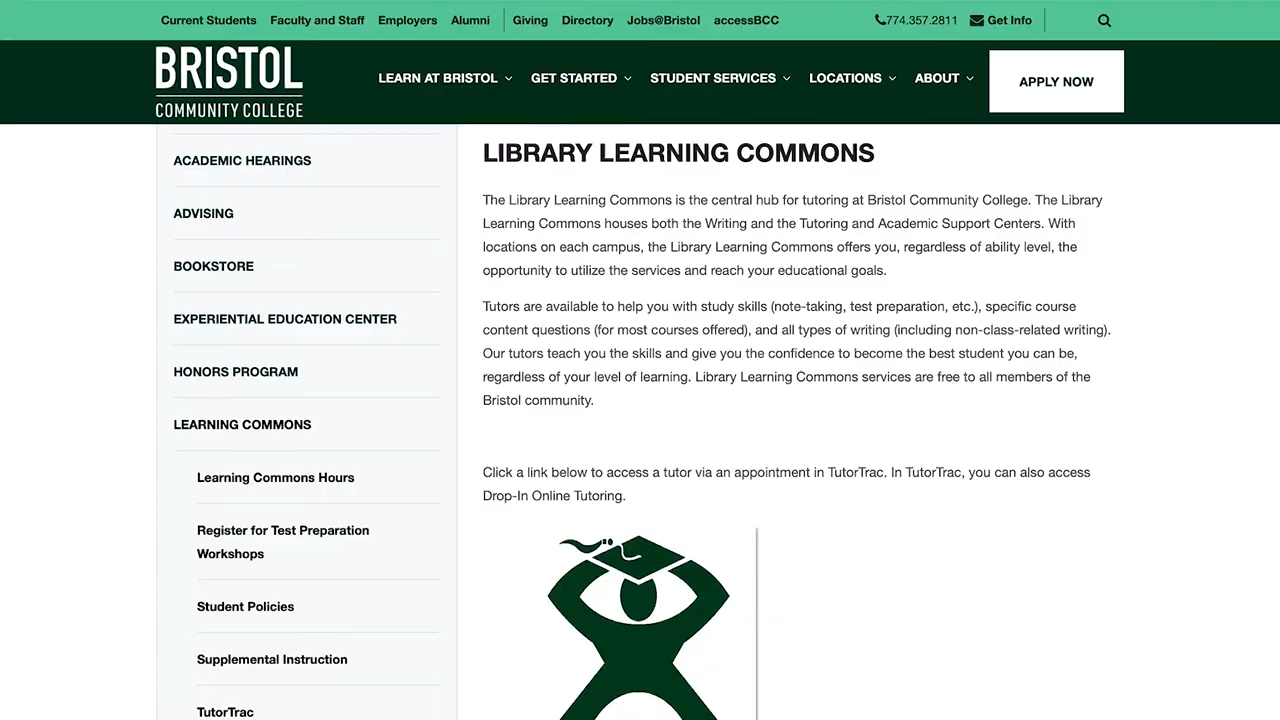 Current Students Faculty and Staff Employers Alumni Giving Directory Jobs@Bristol accessBCC 774.357.2811 Get Info
BRISTOL
COMMUNITY COLLEGE
LEARN AT BRISTOL GET STARTED STUDENT SERVICES LOCATIONS ABOUT APPLY NOW
ACADEMIC HEARINGS
ADVISING
BOOKSTORE
EXPERIENTIAL EDUCATION CENTER
HONORS PROGRAM
LEARNING COMMONS
Learning Commons Hours
Register for Test Preparation
Workshops
Student Policies
Supplemental Instruction
TutorTrac
LIBRARY LEARNING COMMONS
The Library Learning Commons is the central hub for tutoring at Bristol Community College. The Library
Learning Commons houses both the Writing and the Tutoring and Academic Support Centers. With
locations on each campus, the Library Learning Commons offers you, regardless of ability level, the
opportunity to utilize the services and reach your educational goals.
Tutors are available to help you with study skills (note-taking, test preparation, etc.), specific course
content questions (for most courses offered), and all types of writing (including non-class-related writing).
Our tutors teach you the skills and give you the confidence to become the best student you can be,
regardless of your level of learning. Library Learning Commons services are free to all members of the
Bristol community.
Click a link below to access a tutor via an appointment in TutorTrac. In TutorTrac, you can also access
Drop-In Online Tutoring.